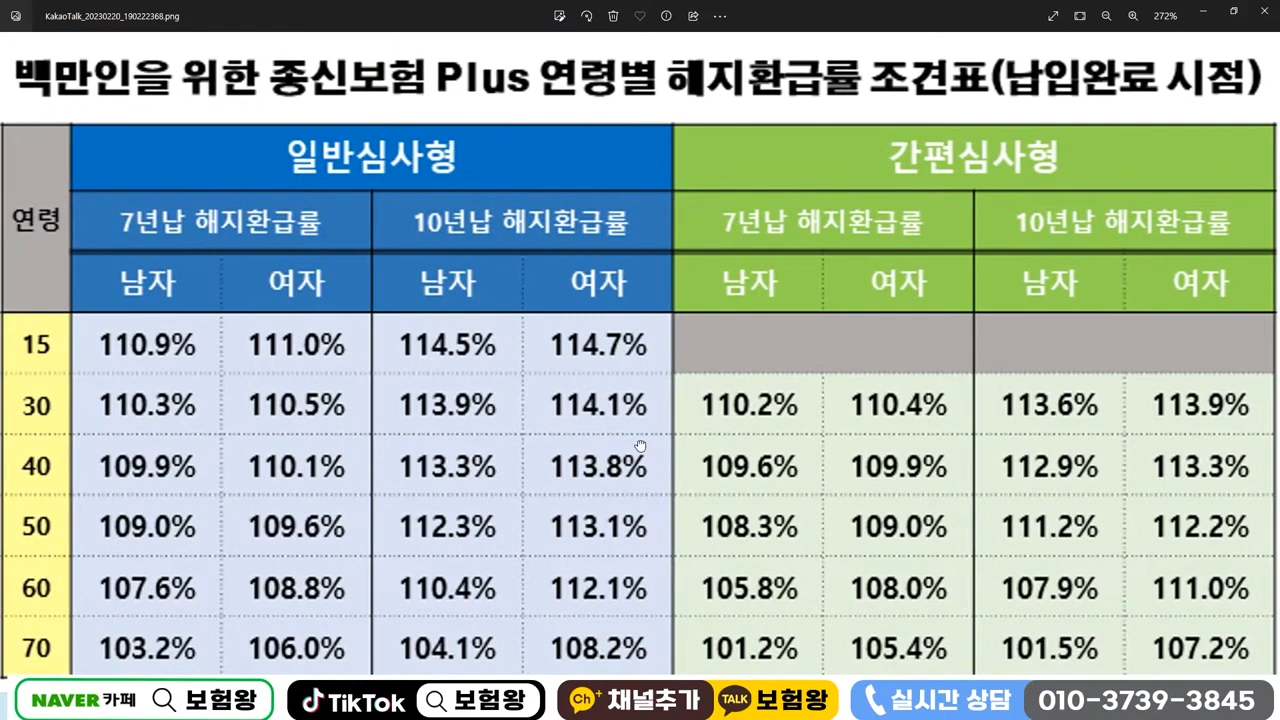 KakaoTalk_20230220_190222368.png
272%
백만인을 위한 종신보험 Plus 연령별 해지환급률 조견표(납입완료 시점)
연령 일반심사형 간편심사형
7년납 해지환급률 10년납 해지환급률 7년납 해지환급률 10년납 해지환급률
남자 여자 남자 여자 남자 여자 남자 여자
15 110.9% 111.0% 114.5% 114.7%
30 110.3% 110.5% 113.9% 114.1% 110.2% 110.4% 113.6% 113.9%
40 109.9% 110.1% 113.3% 113.8% 109.6% 109.9% 112.9% 113.3%
50 109.0% 109.6% 112.3% 113.1% 108.3% 109.0% 111.2% 112.2%
60 107.6% 108.8% 110.4% 112.1% 105.8% 108.0% 107.9% 111.0%
70 103.2% 106.0% 104.1% 108.2% 101.2% 105.4% 101.5% 107.2%
NAVER 카페 보험왕 TikTok 보험왕 Ch+ 채널추가 TALK 보험왕 실시간 상담 010-3739-3845